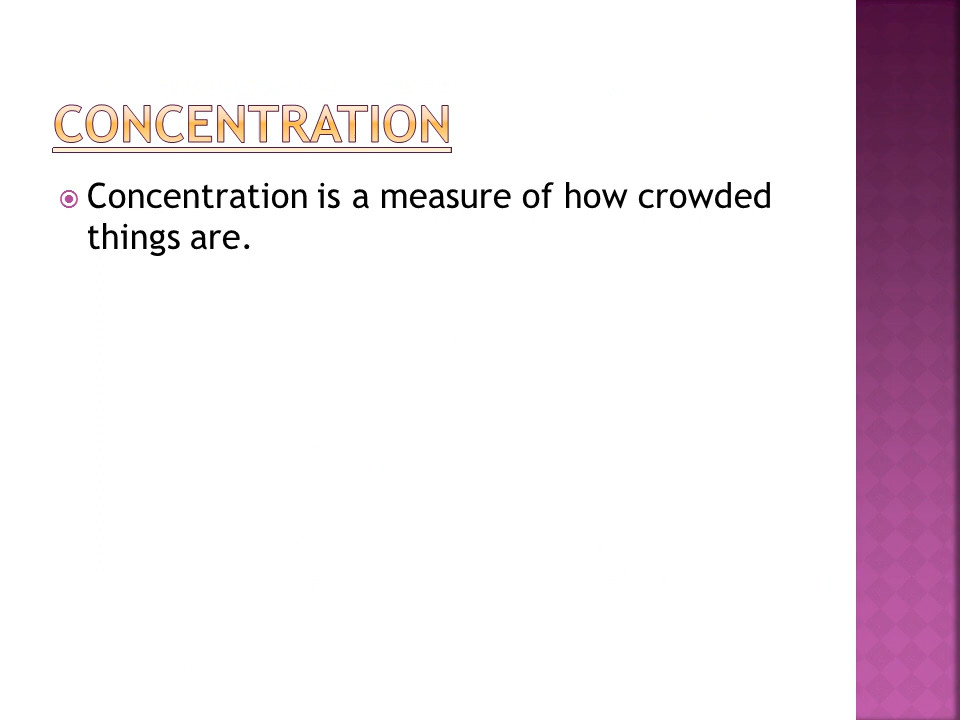 CONCENTRATION
Concentration is a measure of how crowded
things are.